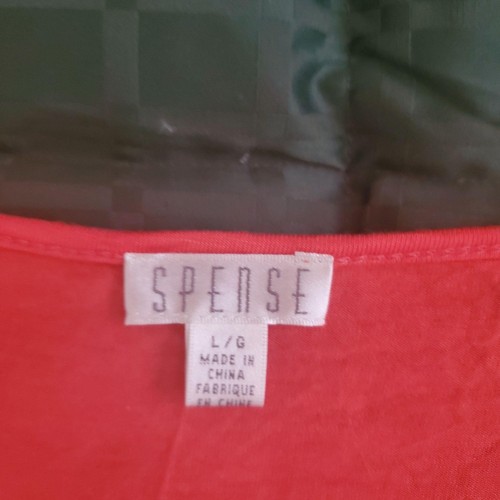 SPENSE
L/G
MADE IN
CHINA
FABRIQUE
EN CHINE